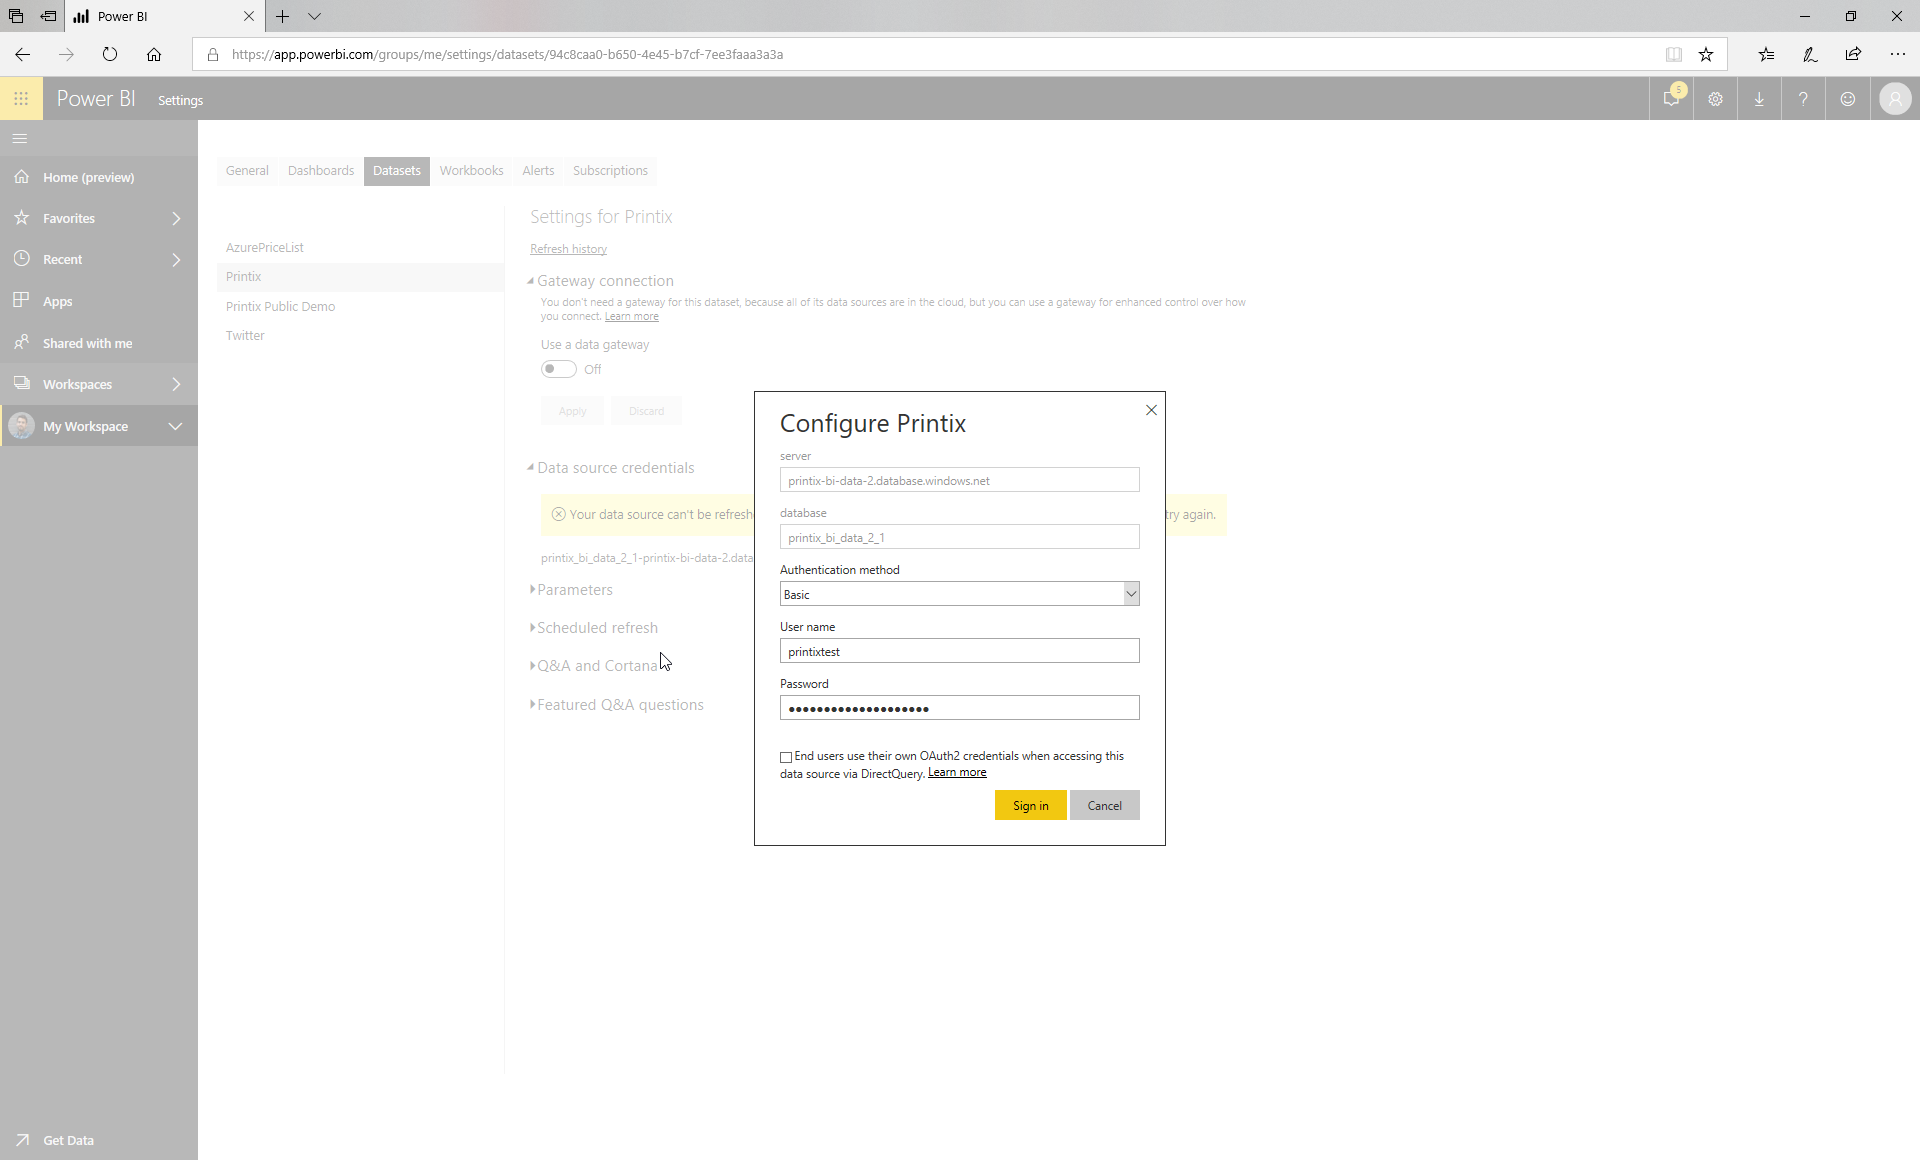 Power BI
https://app.powerbi.com/groups/me/settings/datasets/94c8caa0-b650-4e45-b7cf-7ee3faaa3a3a
Power BI Settings
5
Home (preview)
Favorites
Recent
Apps
Shared with me
Workspaces
My Workspace
Get Data
General Dashboards Datasets Workbooks Alerts Subscriptions
AzurePriceList
Printix
Printix Public Demo
Twitter
Settings for Printix
Refresh history
Gateway connection
You don't need a gateway for this dataset, because all of its data sources are in the cloud, but you can use a gateway for enhanced control over how
you connect. Learn more
Use a data gateway
Off
Apply Discard
Data source credentials
Your data source can't be refresh
try again.
printix_bi_data_2_1-printix-bi-data-2.data
Parameters
Scheduled refresh
Q&A and Cortana
Featured Q&A questions
Configure Printix
server
printix-bi-data-2.database.windows.net
database
printix_bi_data_2_1
Authentication method
Basic
User name
printixtest
Password
••••••••••••••••••••
End users use their own OAuth2 credentials when accessing this
data source via DirectQuery. Learn more
Sign in Cancel